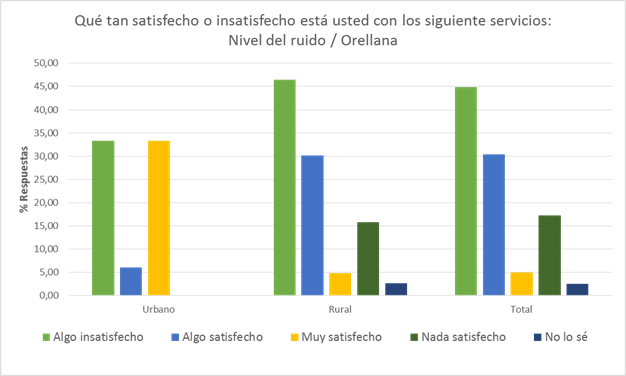 Qué tan satisfecho o insatisfecho está usted con los siguiente servicios:
Nivel del ruido / Orellana
% Respuestas
50,00
45,00
40,00
35,00
30,00
25,00
20,00
15,00
10,00
5,00
0,00
Urbano Rural Total
Algo insatisfecho Algo satisfecho Muy satisfecho Nada satisfecho No lo sé